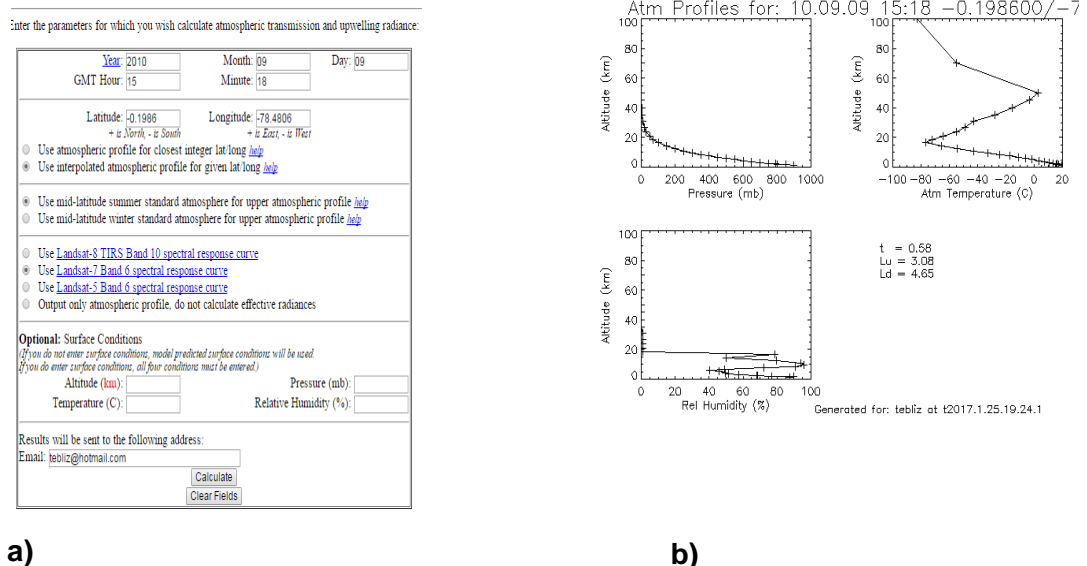 Enter the parameters for which you wish calculate atmospheric transmission and upwelling radiance:
Year: 2010 Month: 09 Day: 09
GMT Hour: 15 Minute: 18
Latitude: -0.1986 Longitude: -78.4806
+ is North, - is South + is East, - is West
Use atmospheric profile for closest integer lat/long help
Use interpolated atmospheric profile for given lat/long help
Use mid-latitude summer standard atmosphere for upper atmospheric profile help
Use mid-latitude winter standard atmosphere for upper atmospheric profile help
Use Landsat-8 TIRS Band 10 spectral response curve
Use Landsat-7 Band 6 spectral response curve
Use Landsat-5 Band 6 spectral response curve
Output only atmospheric profile, do not calculate effective radiances
Optional: Surface Conditions
(If you do not enter surface conditions, model predicted surface conditions will be used.
If you do enter surface conditions, all four conditions must be entered.)
Altitude (km): Pressure (mb):
Temperature (C): Relative Humidity (%):
Results will be sent to the following address:
Email: tebliz@hotmail.com
Calculate
Clear Fields
a)
Atm Profiles for: 10.09.09 15:18 -0.198600/-7
100
80
60
40
20
0
Altitude (km)
0 200 400 600 800 1000
Pressure (mb)
100
80
60
40
20
0
Altitude (km)
-100 -80 -60 -40 -20 0 20
Atm Temperature (C)
100
80
60
40
20
0
Altitude (km)
0 20 40 60 80 100
Rel Humidity (%)
t = 0.58
Lu = 3.08
Ld = 4.65
Generated for: tebliz at t2017.1.25.19.24.1
b)